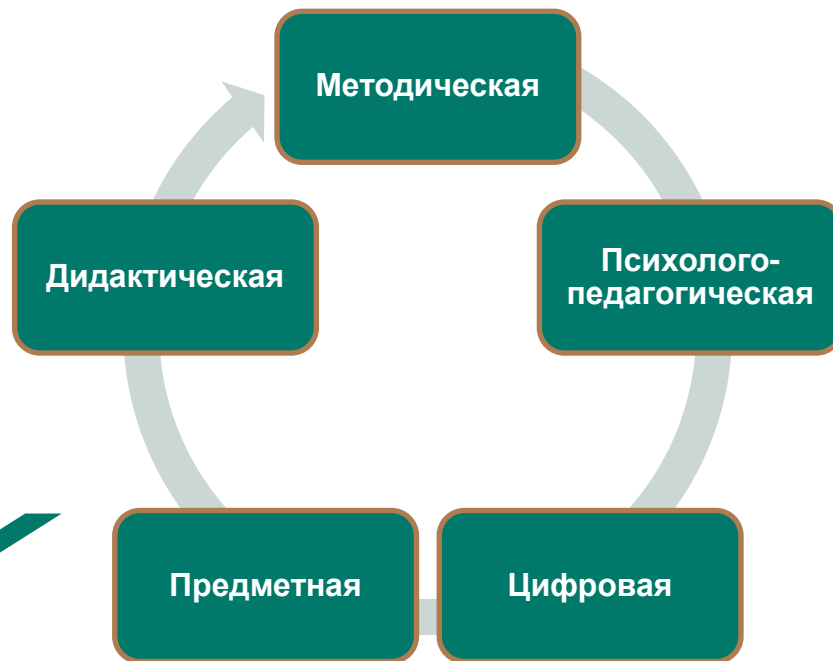 Методическая
Психолого-
педагогическая
Цифровая
Предметная
Дидактическая